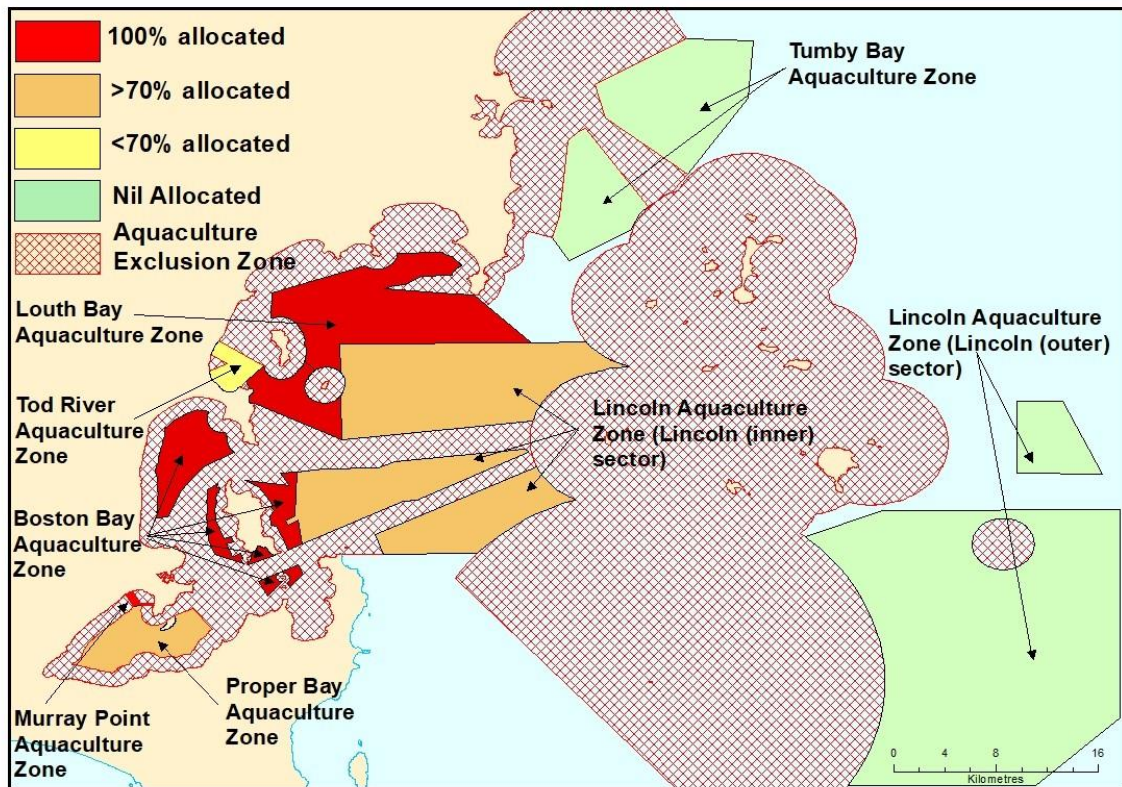 100% allocated
>70% allocated
<70% allocated
Nil Allocated
Aquaculture
Exclusion Zone
Tumby Bay
Aquaculture Zone
Louth Bay
Aquaculture Zone
Lincoln Aquaculture
Zone (Lincoln (outer)
sector)
Tod River
Aquaculture
Zone
Lincoln Aquaculture
Zone (Lincoln (inner)
sector)
Boston Bay
Aquaculture
Zone
Proper Bay
Aquaculture
Zone
Murray Point
Aquaculture
Zone
0 4 8 16
Kilometres